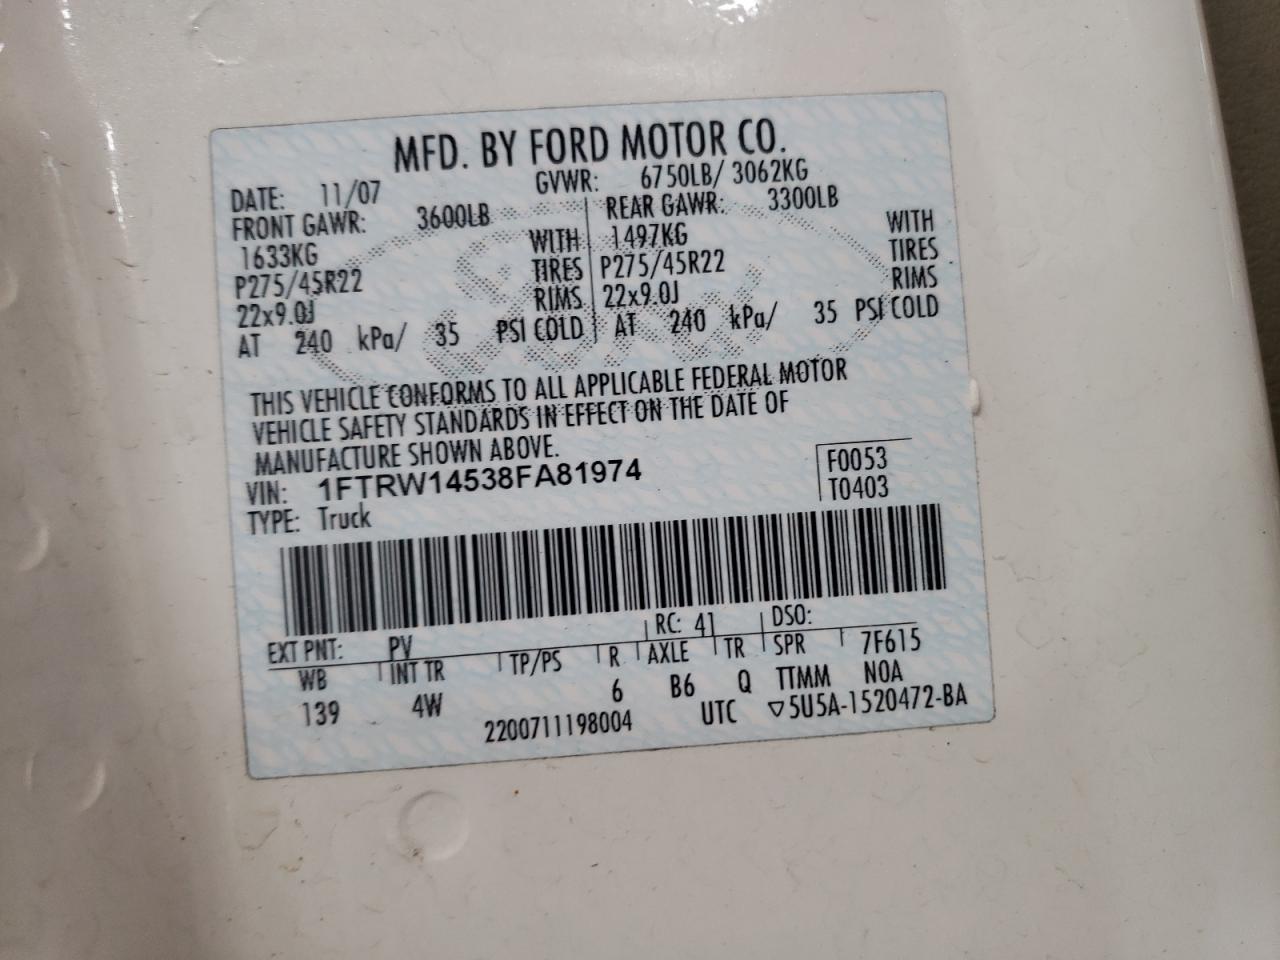 MFD. BY FORD MOTOR CO.
DATE: 11/07 GVWR: 6750LB/ 3062KG
FRONT GAWR: 3600LB REAR GAWR: 3300LB
1633KG WITH 1497KG WITH
P275/45R22 TIRES P275/45R22 TIRES
22x9.0J RIMS 22x9.0J RIMS
AT 240 kPa/ 35 PSI COLD AT 240 kPa/ 35 PSI COLD
THIS VEHICLE CONFORMS TO ALL APPLICABLE FEDERAL MOTOR
VEHICLE SAFETY STANDARDS IN EFFECT ON THE DATE OF
MANUFACTURE SHOWN ABOVE.
VIN: 1FTRW14538FA81974 F0053
TYPE: Truck T0403
EXT PNT: PV RC: 41 DSO:
WB INT TR TP/PS R AXLE TR SPR 7F615
139 4W 6 B6 Q TTMM N0A
2200711198004 UTC ▽5U5A-1520472-BA